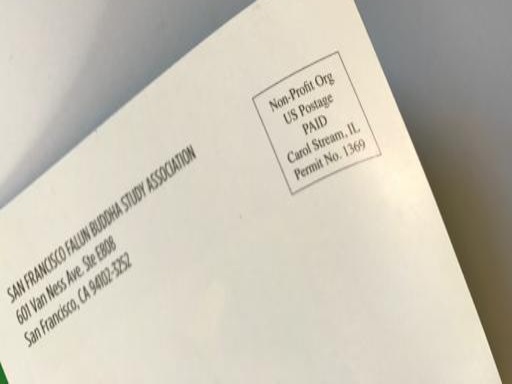 SAN FRANCISCO FALUN BUDDHA STUDY ASSOCIATION
601 Van Ness Ave. Ste E808
San Francisco, CA 94102-3252
Non-Profit Org
US Postage
PAID
Carol Stream, IL
Permit No. 1369